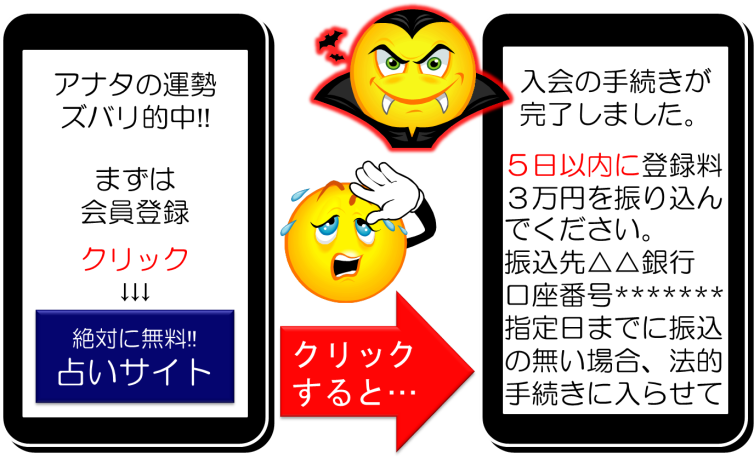 アナタの運勢
ズバリ的中!!
まずは
会員登録
クリック
↓↓↓
絶対に無料!!
占いサイト
クリック
すると…
入会の手続きが
完了しました。
５日以内に登録料
３万円を振り込ん
でください。
振込先△△銀行
口座番号*******
指定日までに振込
の無い場合、法的
手続きに入らせて